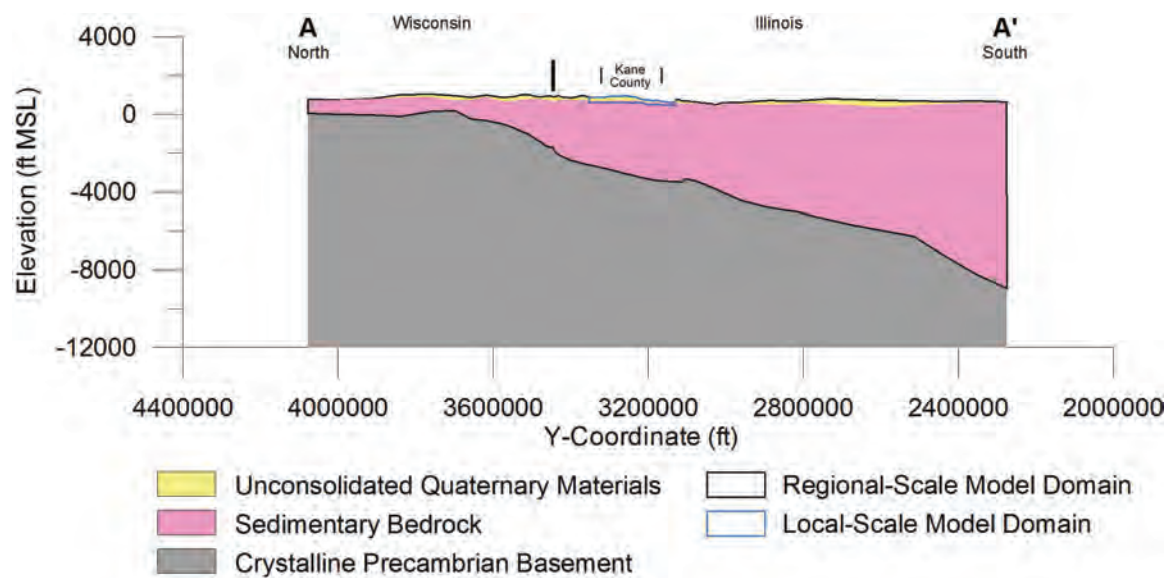 A
Wisconsin
Illinois
A'
North
South
Kane
County
4000
0
-4000
-8000
-12000
Elevation (ft MSL)
4400000
4000000
3600000
3200000
2800000
2400000
2000000
Y-Coordinate (ft)
Unconsolidated Quaternary Materials
Regional-Scale Model Domain
Sedimentary Bedrock
Local-Scale Model Domain
Crystalline Precambrian Basement